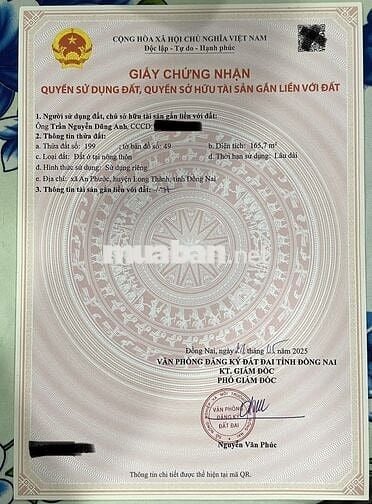 CỘNG HÒA XÃ HỘI CHỦ NGHĨA VIỆT NAM
Độc lập - Tự do - Hạnh phúc
GIẤY CHỨNG NHẬN
QUYỀN SỬ DỤNG ĐẤT, QUYỀN SỞ HỮU TÀI SẢN GẮN LIỀN VỚI ĐẤT
1. Người sử dụng đất, chủ sở hữu tài sản gắn liền với đất:
Ông Trần Nguyễn Dũng Anh, CCCD:
2. Thông tin thửa đất:
a. Thửa đất số: 199 ; tờ bản đồ số: 49 b. Diện tích: 165,7 m²
c. Loại đất: Đất ở tại nông thôn d. Thời hạn sử dụng: Lâu dài
đ. Hình thức sử dụng: Sử dụng riêng
e. Địa chỉ: xã An Phước, huyện Long Thành, tỉnh Đồng Nai
3. Thông tin tài sản gắn liền với đất: -/-
muaban.net
Đồng Nai, ngày tháng năm 2025
VĂN PHÒNG ĐĂNG KÝ ĐẤT ĐAI TỈNH ĐỒNG NAI
KT. GIÁM ĐỐC
PHÓ GIÁM ĐỐC
VĂN PHÒNG
ĐĂNG KÝ
ĐẤT ĐAI
Nguyễn Văn Phúc
Thông tin chi tiết được thể hiện tại mã QR.